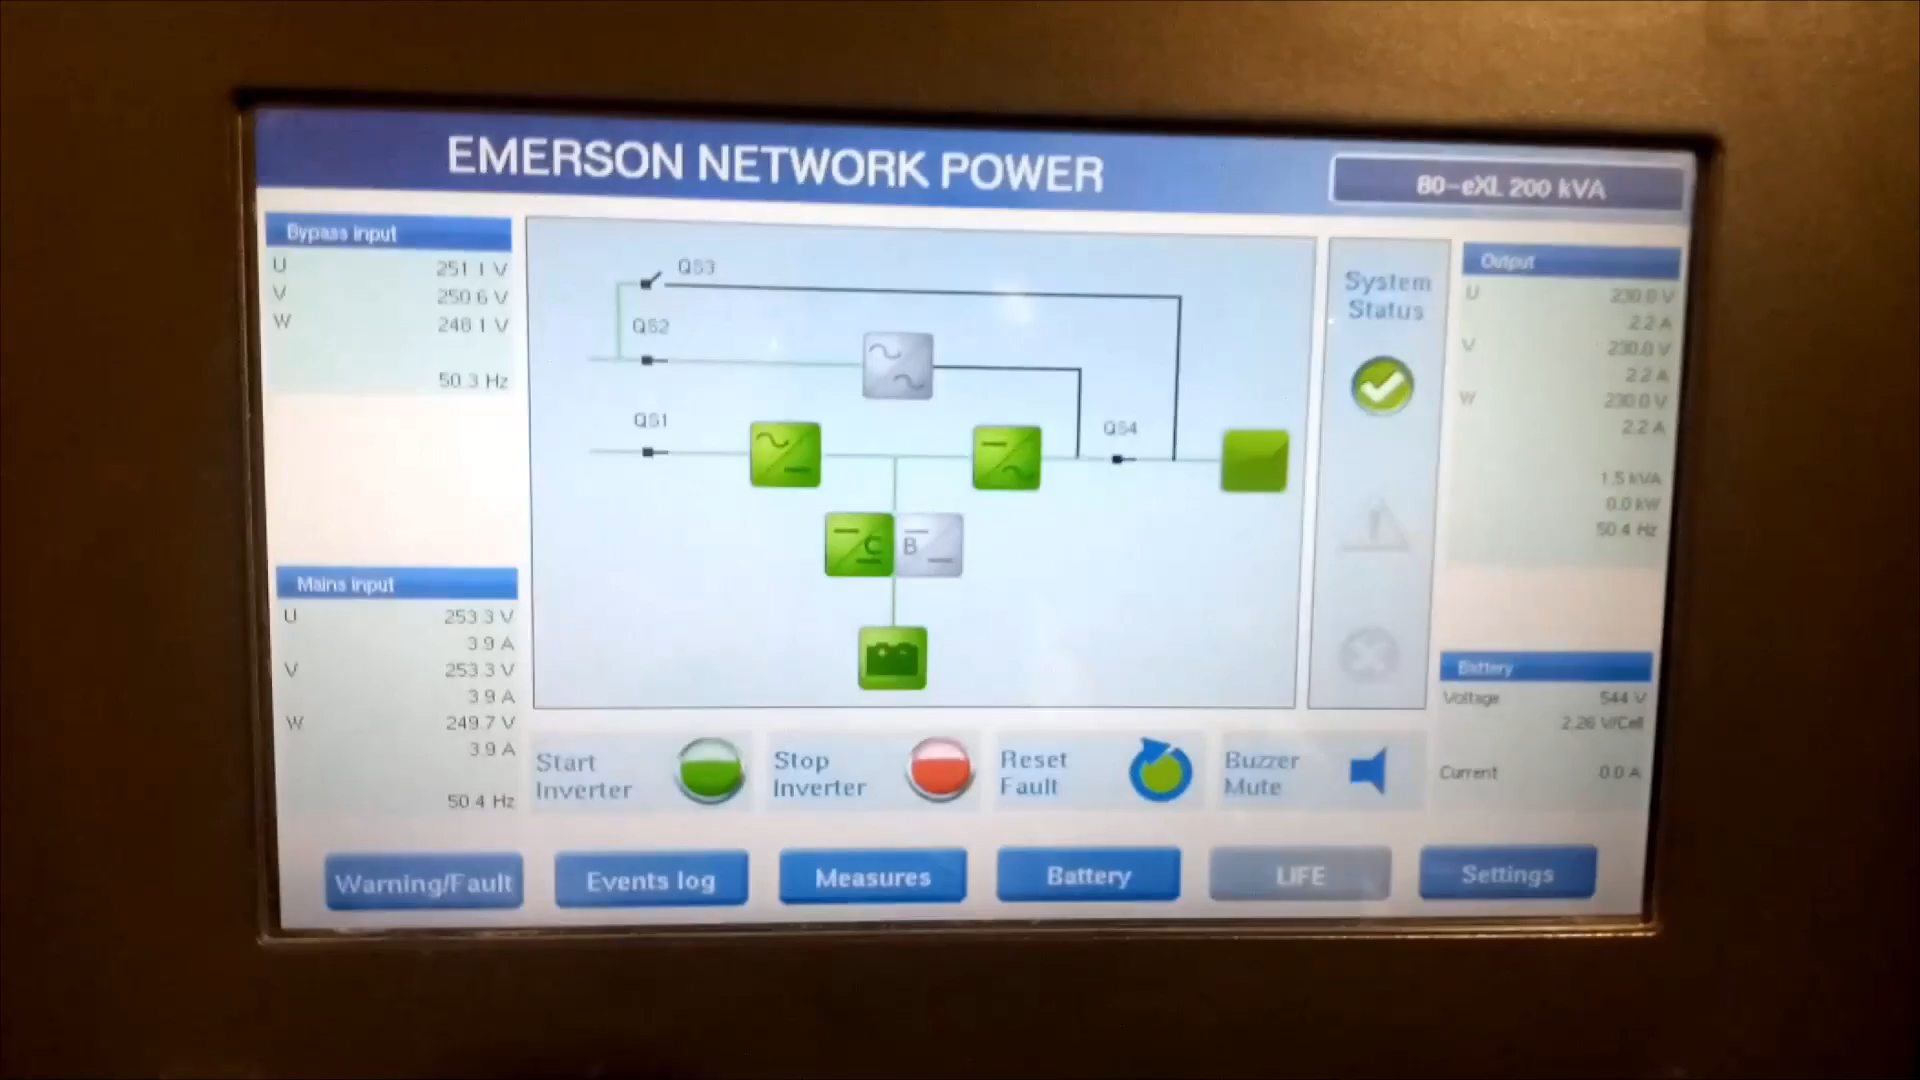 EMERSON NETWORK POWER
80-eXL 200 kVA
Bypass input
U 251.1 V
V 250.6 V
W 248.1 V
50.3 Hz
Mains input
U 253.3 V
3.9 A
V 253.3 V
3.9 A
W 249.7 V
3.9 A
50.4 Hz
QS3
QS2
QS1
QS4
C B
System
Status
Output
U 230.0 V
2.2 A
V 230.0 V
2.2 A
W 230.0 V
2.2 A
1.5 kVA
0.0 kW
50.4 Hz
Battery
Voltage 544 V
2.26 V/Cell
Current 0.0 A
Start
Inverter
Stop
Inverter
Reset
Fault
Buzzer
Mute
Warning/Fault
Events log
Measures
Battery
LIFE
Settings